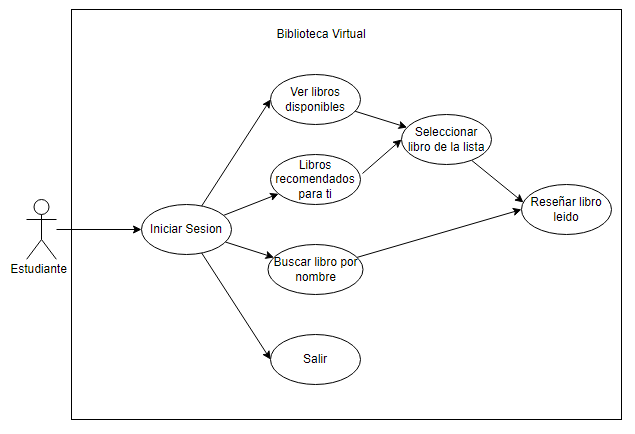 Biblioteca Virtual
Ver libros
disponibles
Seleccionar
libro de la lista
Libros
recomendados
para ti
Reseñar libro
leido
Iniciar Sesion
Estudiante
Buscar libro por
nombre
Salir